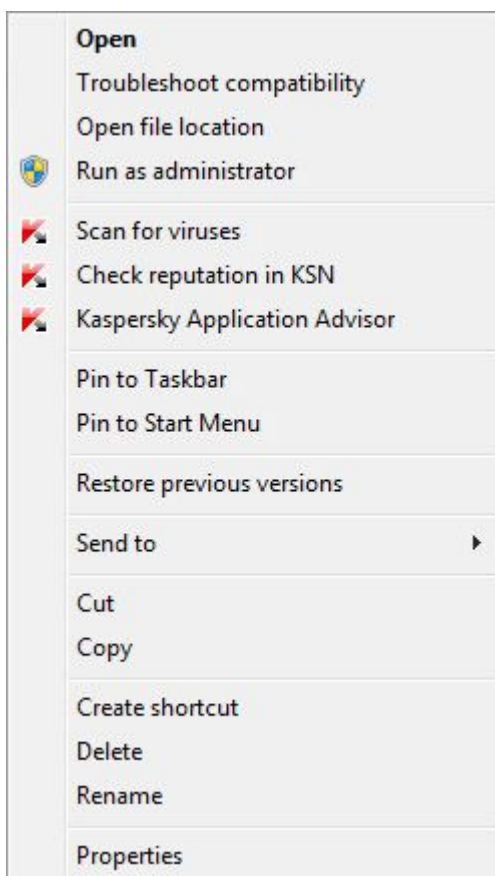 Open
Troubleshoot compatibility
Open file location
Run as administrator
Scan for viruses
Check reputation in KSN
Kaspersky Application Advisor
Pin to Taskbar
Pin to Start Menu
Restore previous versions
Send to
Cut
Copy
Create shortcut
Delete
Rename
Properties